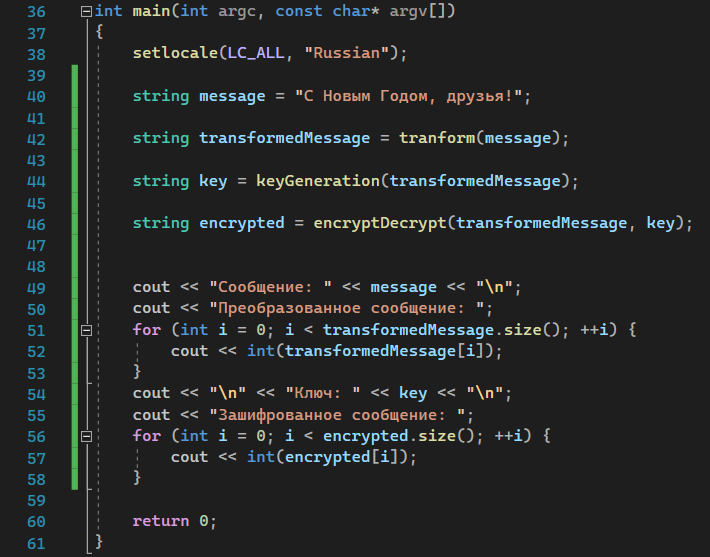 36 int main(int argc, const char* argv[])
37 {
38 setlocale(LC_ALL, "Russian");
39
40 string message = "С Новым Годом, друзья!";
41
42 string transformedMessage = tranform(message);
43
44 string key = keyGeneration(transformedMessage);
45
46 string encrypted = encryptDecrypt(transformedMessage, key);
47
48
49 cout << "Сообщение: " << message << "\n";
50 cout << "Преобразованное сообщение: ";
51 for (int i = 0; i < transformedMessage.size(); ++i) {
52 cout << int(transformedMessage[i]);
53 }
54 cout << "\n" << "Ключ: " << key << "\n";
55 cout << "Зашифрованное сообщение: ";
56 for (int i = 0; i < encrypted.size(); ++i) {
57 cout << int(encrypted[i]);
58 }
59
60 return 0;
61 }